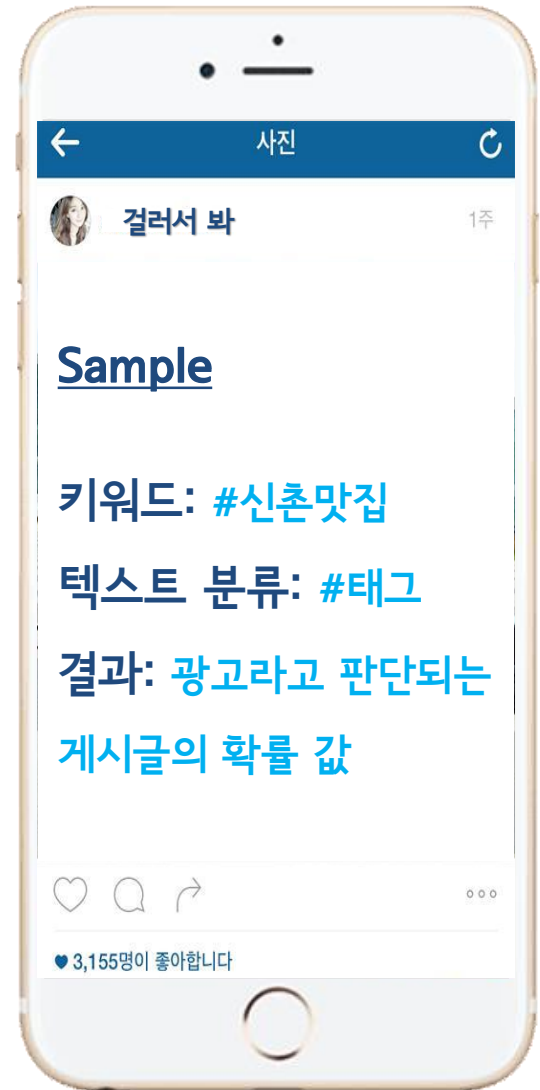 사진
걸러서 봐 1주
Sample
키워드: #신촌맛집
텍스트 분류: #태그
결과: 광고라고 판단되는
게시글의 확률 값
3,155명이 좋아합니다